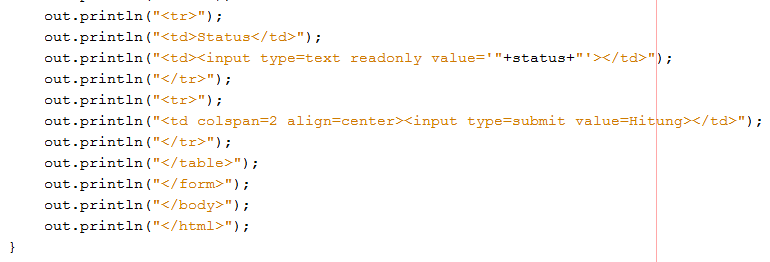 out.println("<tr>");
out.println("<td>Status</td>");
out.println("<td><input type=text readonly value='"+status+"'></td>");
out.println("</tr>");
out.println("<tr>");
out.println("<td colspan=2 align=center><input type=submit value=Hitung></td>");
out.println("</tr>");
out.println("</table>");
out.println("</form>");
out.println("</body>");
out.println("</html>");
}